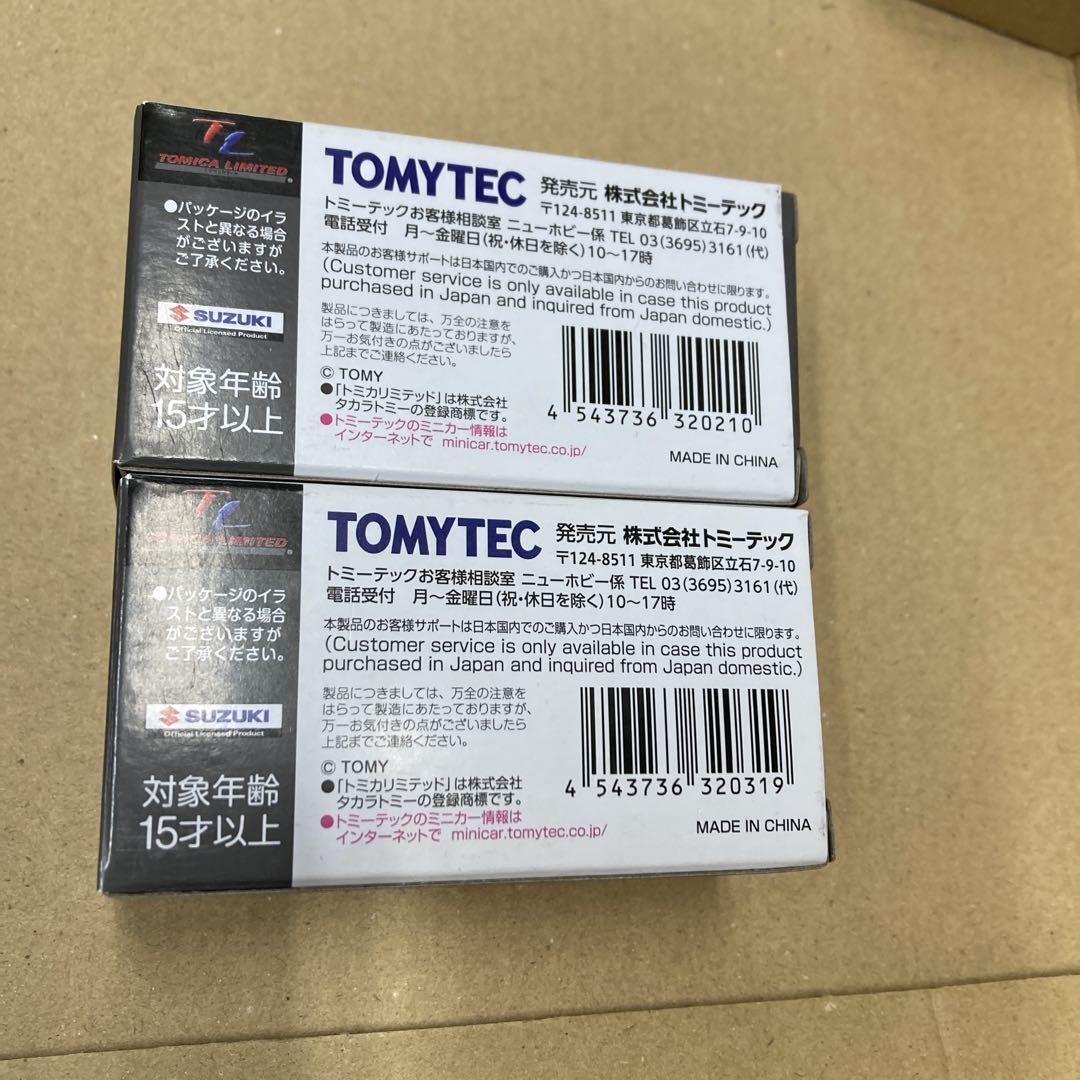 TL
TOMICA LIMITED
●パッケージのイラ
ストと異なる場合
がございますが
ご了承ください。
SUZUKI
Official Licensed Product
対象年齢
15才以上
TOMYTEC 発売元 株式会社トミーテック
〒124-8511 東京都葛飾区立石7-9-10
トミーテックお客様相談室 ニューホビー係 TEL 03(3695)3161(代)
電話受付 月〜金曜日(祝・休日を除く)10〜17時
本製品のお客様サポートは日本国内でのご購入かつ日本国内からのお問い合わせに限ります。
(Customer service is only available in case this product
purchased in Japan and inquired from Japan domestic.)
製品につきましては、万全の注意を
はらって製造にあたっておりますが、
万一お気付きの点がございましたら
上記までご連絡ください。
© TOMY
●「トミカリミテッド」は株式会社
タカラトミーの登録商標です。
●トミーテックのミニカー情報は
インターネットで minicar.tomytec.co.jp/
4 543736 320210
MADE IN CHINA
TL
TOMICA LIMITED
●パッケージのイラ
ストと異なる場合
がございますが
ご了承ください。
SUZUKI
Official Licensed Product
対象年齢
15才以上
TOMYTEC 発売元 株式会社トミーテック
〒124-8511 東京都葛飾区立石7-9-10
トミーテックお客様相談室 ニューホビー係 TEL 03(3695)3161(代)
電話受付 月〜金曜日(祝・休日を除く)10〜17時
本製品のお客様サポートは日本国内でのご購入かつ日本国内からのお問い合わせに限ります。
(Customer service is only available in case this product
purchased in Japan and inquired from Japan domestic.)
製品につきましては、万全の注意を
はらって製造にあたっておりますが、
万一お気付きの点がございましたら
上記までご連絡ください。
© TOMY
●「トミカリミテッド」は株式会社
タカラトミーの登録商標です。
●トミーテックのミニカー情報は
インターネットで minicar.tomytec.co.jp/
4 543736 320319
MADE IN CHINA